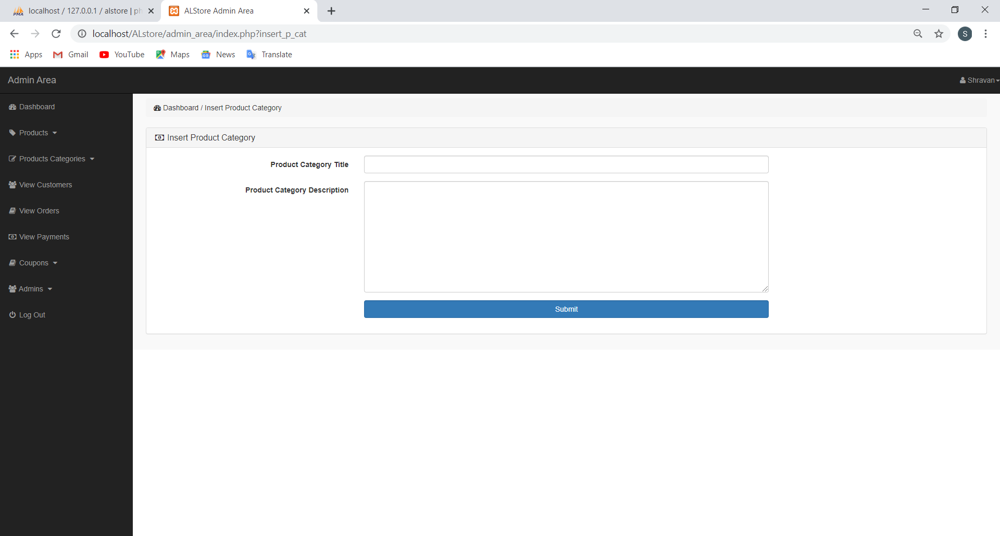 localhost / 127.0.0.1 / alstore | ph
ALStore Admin Area
localhost/ALstore/admin_area/index.php?insert_p_cat
S
Apps
Gmail
YouTube
Maps
News
Translate
Admin Area
Shravan
Dashboard
Products
Products Categories
View Customers
View Orders
View Payments
Coupons
Admins
Log Out
Dashboard / Insert Product Category
Insert Product Category
Product Category Title
Product Category Description
Submit